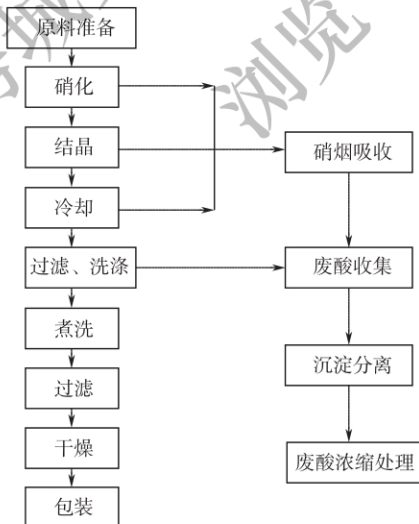 原料准备
硝化
结晶
冷却
过滤、洗涤
煮洗
过滤
干燥
包装
硝烟吸收
废酸收集
沉淀分离
废酸浓缩处理
浏览